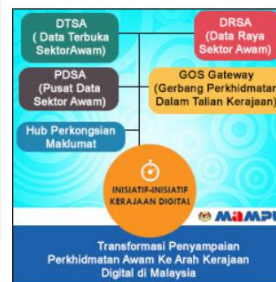 DTSA
( Data Terbuka
SektorAwam)
DRSA
(Data Raya
Sektor Awam)
PDSA
(Pusat Data
Sektor Awam)
GOS Gateway
(Gerbang Perkhidmatan
Dalam Talian Kerajaan)
Hub Perkongsian
Maklumat
INISIATIF-INISIATIF
KERAJAAN DIGITAL
MAMPU
Transformasi Penyampaian
Perkhidmatan Awam Ke Arah Kerajaan
Digital di Malaysia